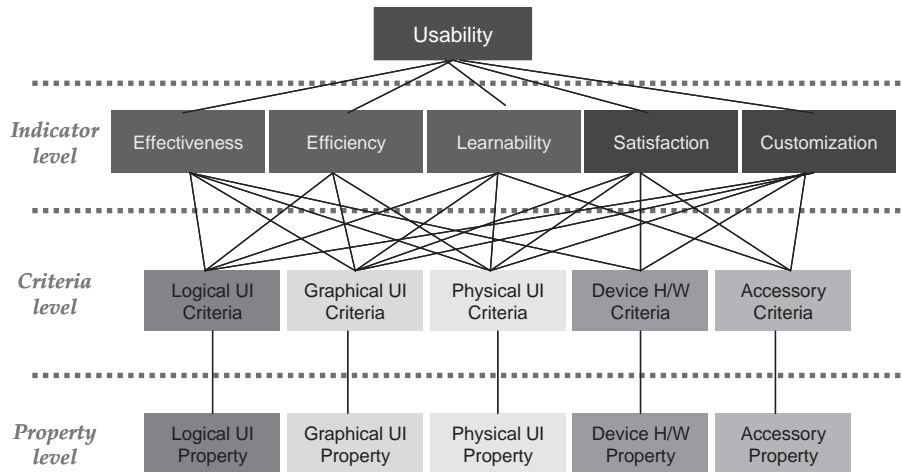 Usability
Indicator
level
Effectiveness
Efficiency
Learnability
Satisfaction
Customization
Criteria
level
Logical UI
Criteria
Graphical UI
Criteria
Physical UI
Criteria
Device H/W
Criteria
Accessory
Criteria
Property
level
Logical UI
Property
Graphical UI
Property
Physical UI
Property
Device H/W
Property
Accessory
Property